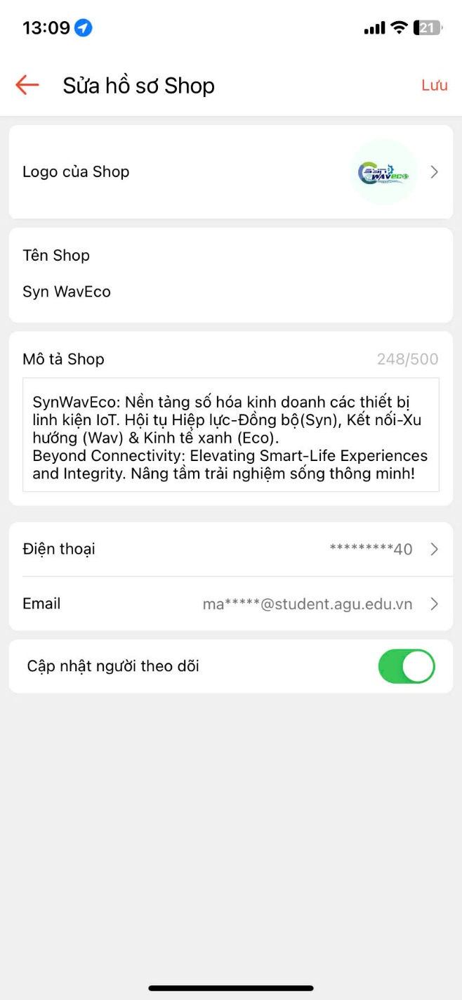 13:09
21
Sửa hồ sơ Shop
Lưu
Logo của Shop
SYN
WAVECO
Tên Shop
Syn WavEco
Mô tả Shop
248/500
SynWavEco: Nền tảng số hóa kinh doanh các thiết bị
linh kiện IoT. Hội tụ Hiệp lực-Đồng bộ(Syn), Kết nối-Xu
hướng (Wav) & Kinh tế xanh (Eco).
Beyond Connectivity: Elevating Smart-Life Experiences
and Integrity. Nâng tầm trải nghiệm sống thông minh!
Điện thoại
*********40
Email
ma*****@student.agu.edu.vn
Cập nhật người theo dõi